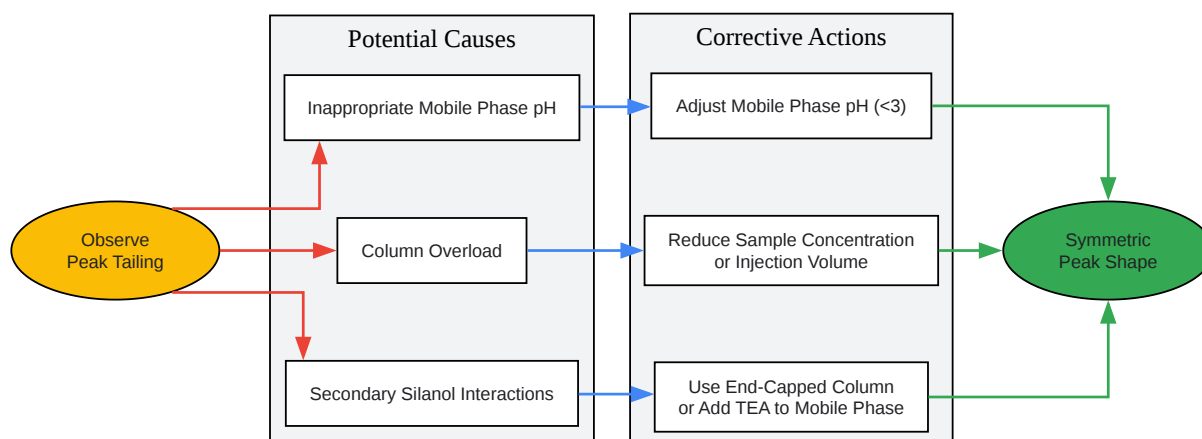 Potential Causes
Corrective Actions
Inappropriate Mobile Phase pH
Adjust Mobile Phase pH (<3)
Observe
Peak Tailing
Column Overload
Reduce Sample Concentration
or Injection Volume
Symmetric
Peak Shape
Secondary Silanol Interactions
Use End-Capped Column
or Add TEA to Mobile Phase